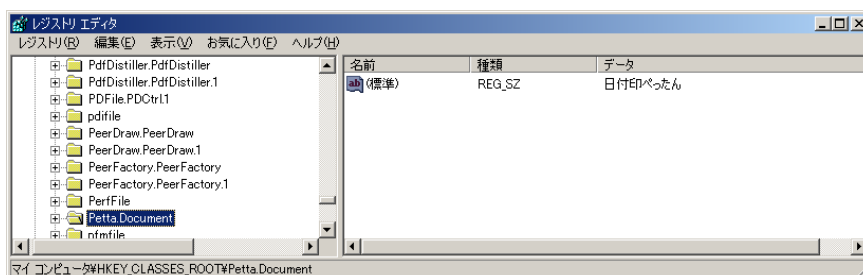 レジストリ エディタ
レジストリ(R) 編集(E) 表示(V) お気に入り(F) ヘルプ(H)
PdfDistiller.PdfDistiller
PdfDistiller.PdfDistiller.1
PDFile.PDCtrl.1
pdifile
PeerDraw.PeerDraw
PeerDraw.PeerDraw.1
PeerFactory.PeerFactory
PeerFactory.PeerFactory.1
PerfFile
Petta.Document
pfmfile
名前 種類 データ
ab (標準) REG_SZ 日付印ぺったん
マイ コンピュータ¥HKEY_CLASSES_ROOT¥Petta.Document